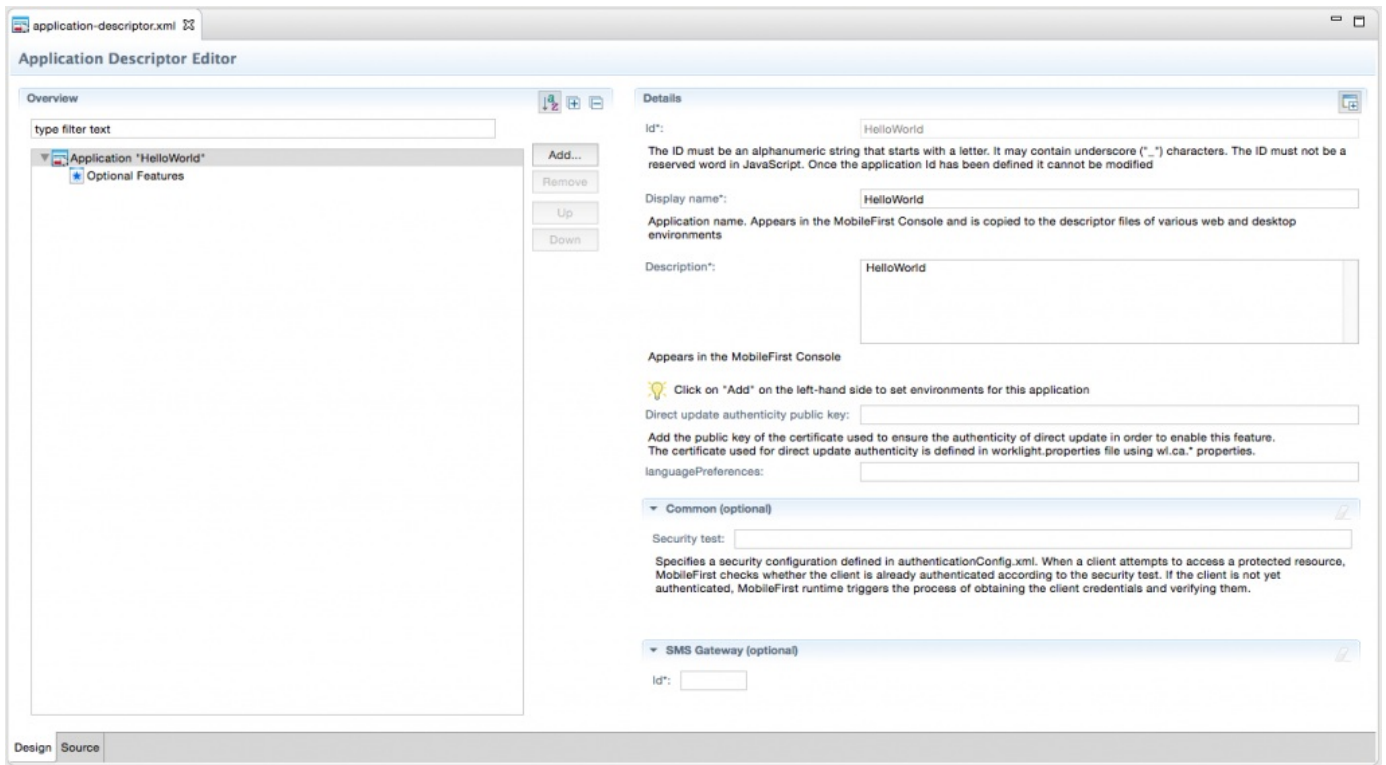 application-descriptor.xml
Application Descriptor Editor
Overview
type filter text
Application "HelloWorld"
Optional Features
Add...
Remove
Up
Down
Details
Id*:
HelloWorld
The ID must be an alphanumeric string that starts with a letter. It may contain underscore ("_") characters. The ID must not be a
reserved word in JavaScript. Once the application Id has been defined it cannot be modified
Display name*:
HelloWorld
Application name. Appears in the MobileFirst Console and is copied to the descriptor files of various web and desktop
environments
Description*:
HelloWorld
Appears in the MobileFirst Console
Click on "Add" on the left-hand side to set environments for this application
Direct update authenticity public key:
Add the public key of the certificate used to ensure the authenticity of direct update in order to enable this feature.
The certificate used for direct update authenticity is defined in worklight.properties file using wl.ca.* properties.
languagePreferences:
Common (optional)
Security test:
Specifies a security configuration defined in authenticationConfig.xml. When a client attempts to access a protected resource,
MobileFirst checks whether the client is already authenticated according to the security test. If the client is not yet
authenticated, MobileFirst runtime triggers the process of obtaining the client credentials and verifying them.
SMS Gateway (optional)
Id*:
Design Source